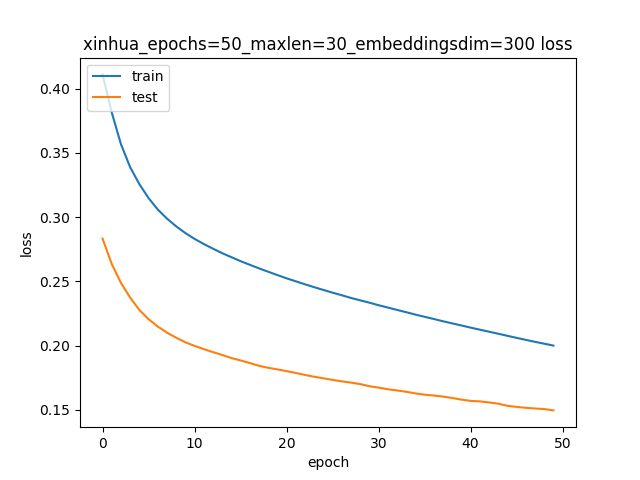 xinhua_epochs=50_maxlen=30_embeddingsdim=300 loss
train
test
0.40
0.35
0.30
0.25
0.20
0.15
loss
0 10 20 30 40 50
epoch